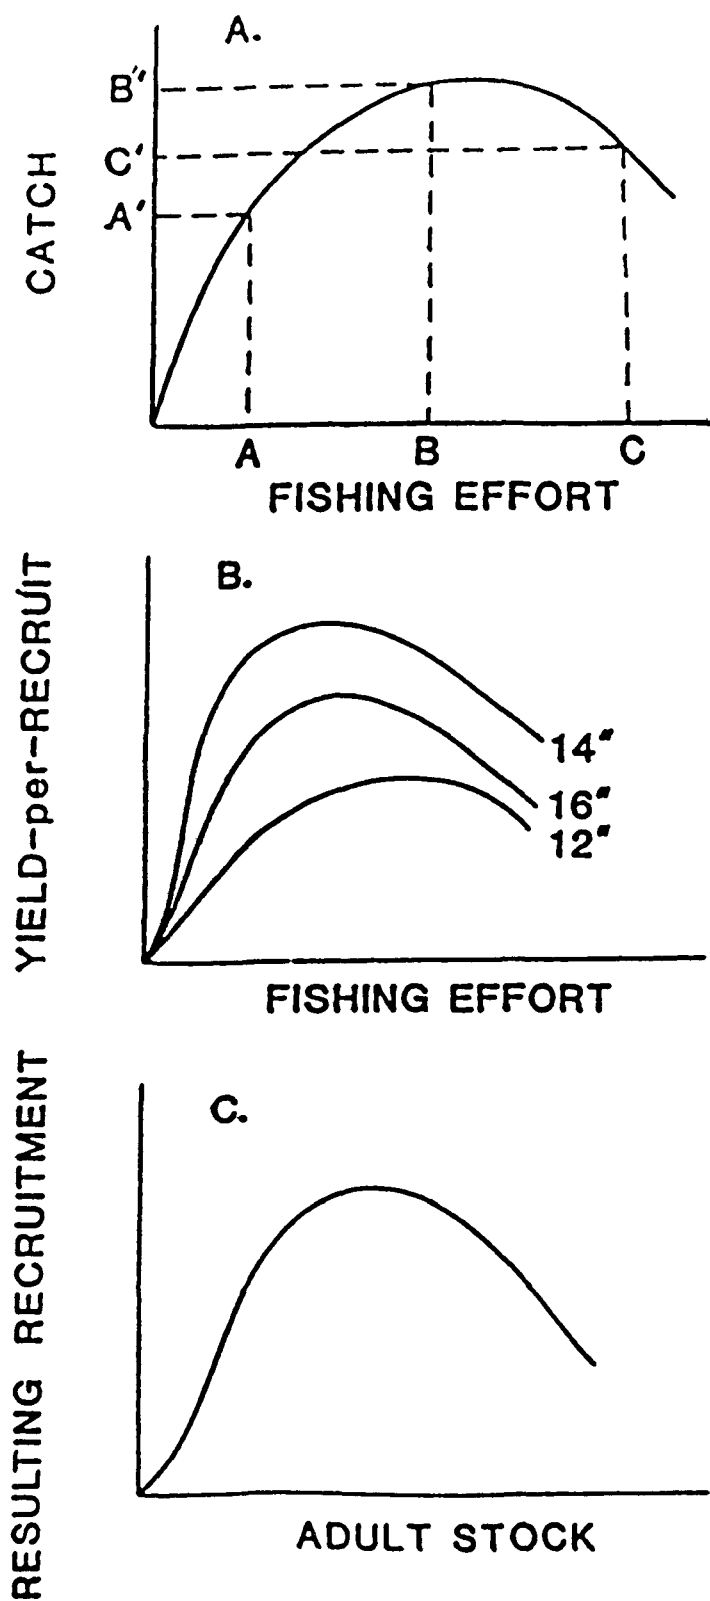 A.
B"
C'
A'
CATCH
A
B
C
FISHING EFFORT
B.
YIELD-per-RECRUIT
14"
16"
12"
FISHING EFFORT
C.
RESULTING RECRUITMENT
ADULT STOCK